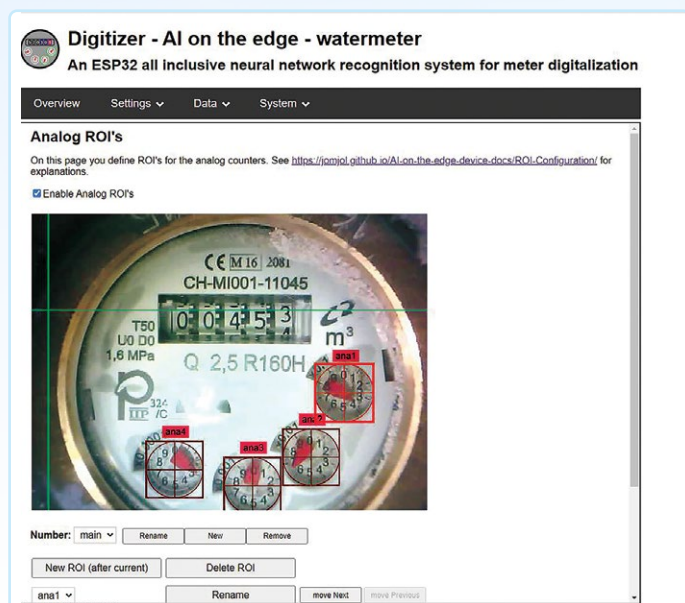 Digitizer - AI on the edge - watermeter
An ESP32 all inclusive neural network recognition system for meter digitalization
Overview
Settings
Data
System
Analog ROI's
On this page you define ROI's for the analog counters. See https://jomjol.github.io/AI-on-the-edge-device-docs/ROI-Configuration/ for
explanations.
Enable Analog ROI's
CE M 16 2081
CH-MI001-11045
0 0 4 5 3
4
m³
T50
U0 D0
1,6 MPa
Q 2,5 R160H
ana1
ana4
ana3
Number: main
Rename
New
Remove
New ROI (after current)
Delete ROI
ana1
Rename
move Next
move Previous